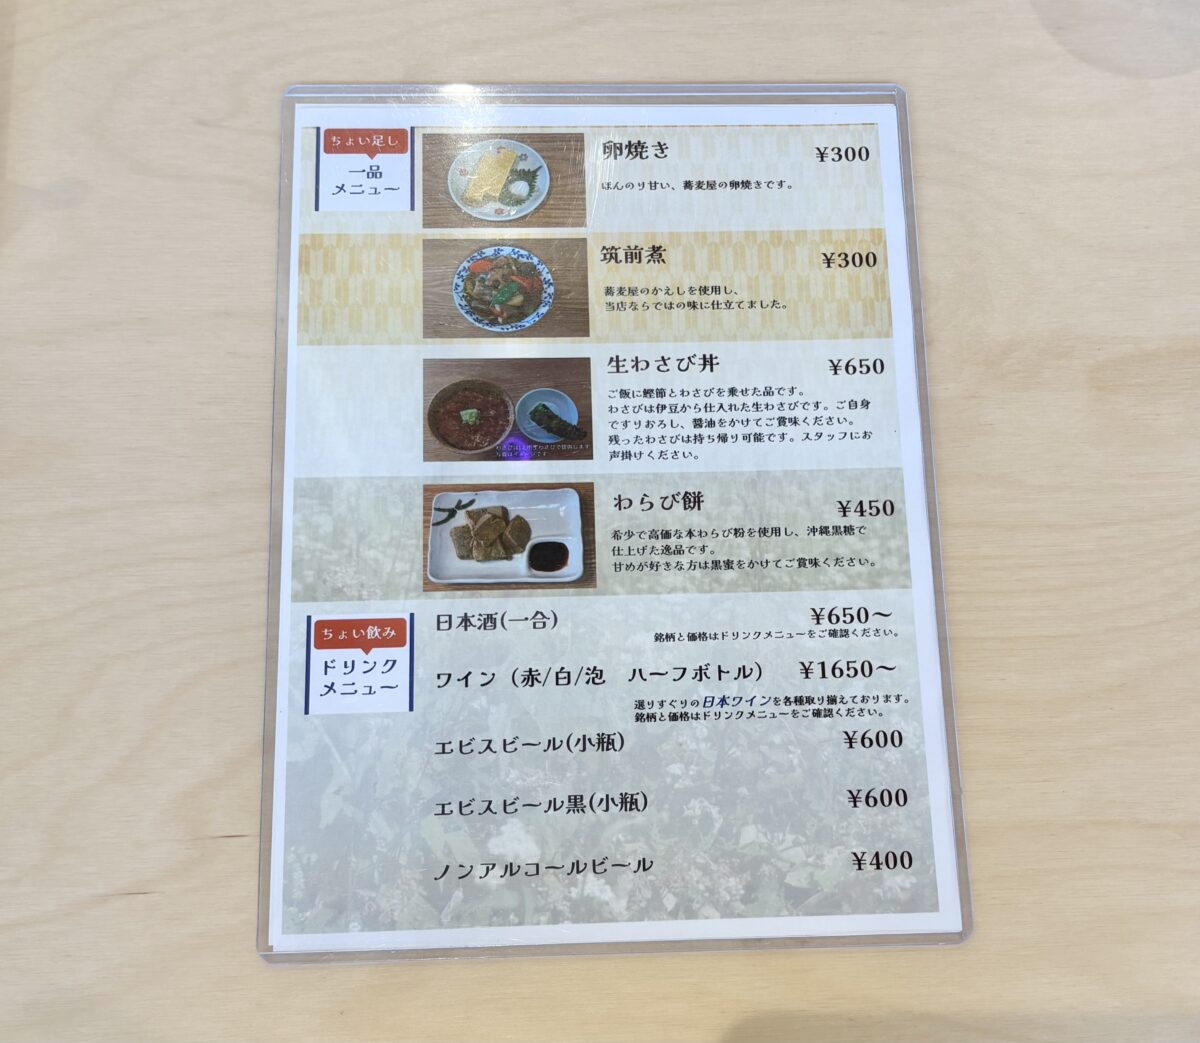 ちょい足し
一品
メニュー
卵焼き ¥300
ほんのり甘い、蕎麦屋の卵焼きです。
筑前煮 ¥300
蕎麦屋のかえしを使用し、
当店ならではの味に仕立てました。
生わさび丼 ¥650
ご飯に鰹節とわさびを乗せた品です。
わさびは伊豆から仕入れた生わさびです。ご自身
ですりおろし、醤油をかけてご賞味ください。
残ったわさびは持ち帰り可能です。スタッフにお
声掛けください。
わらび餅 ¥450
希少で高価な本わらび粉を使用し、沖縄黒糖で
仕上げた逸品です。
甘めが好きな方は黒蜜をかけてご賞味ください。
ちょい飲み
ドリンク
メニュー
日本酒(一合) ¥650〜
銘柄と価格はドリンクメニューをご確認ください。
ワイン（赤/白/泡　ハーフボトル） ¥1650〜
選りすぐりの日本ワインを各種取り揃えております。
銘柄と価格はドリンクメニューをご確認ください。
エビスビール(小瓶) ¥600
エビスビール黒(小瓶) ¥600
ノンアルコールビール ¥400